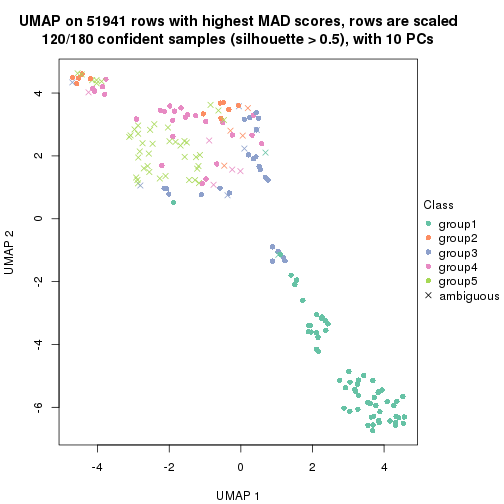 UMAP on 51941 rows with highest MAD scores, rows are scaled
120/180 confident samples (silhouette > 0.5), with 10 PCs
4
2
0
-2
-4
-6
UMAP 2
-4
-2
0
2
4
UMAP 1
Class
group1
group2
group3
group4
group5
ambiguous